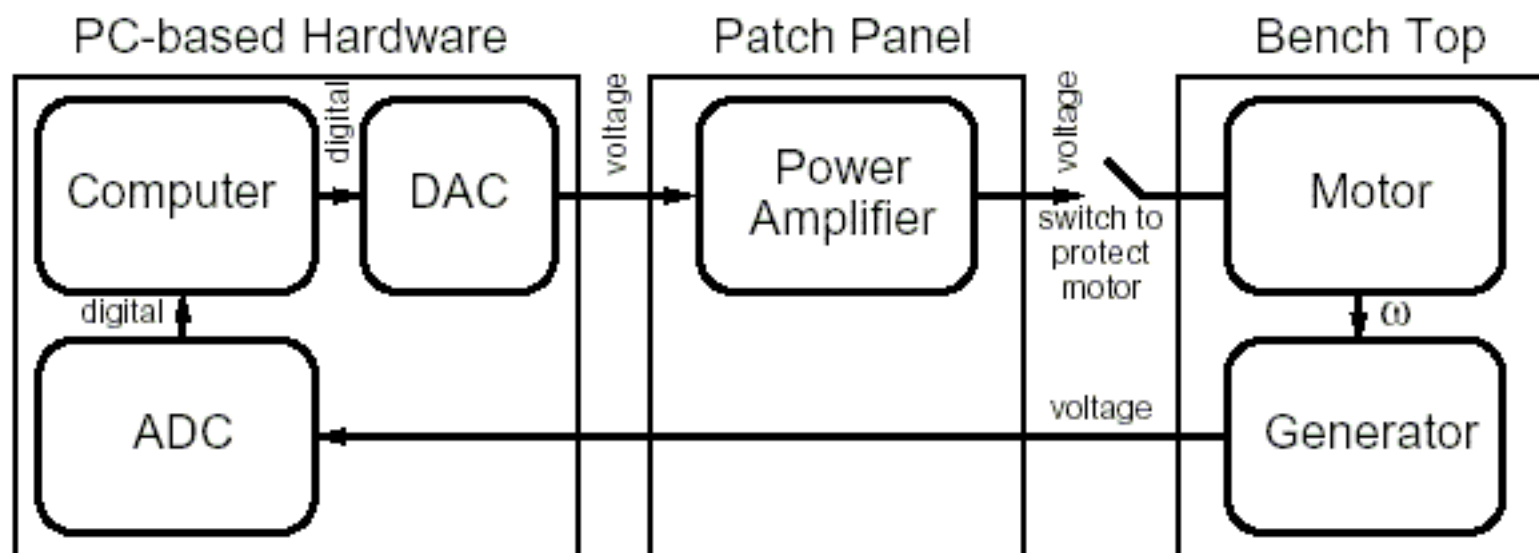 PC-based Hardware
Patch Panel
Bench Top
Computer
digital
DAC
voltage
Power
Amplifier
voltage
switch to
protect
motor
Motor
digital
ω
ADC
voltage
Generator